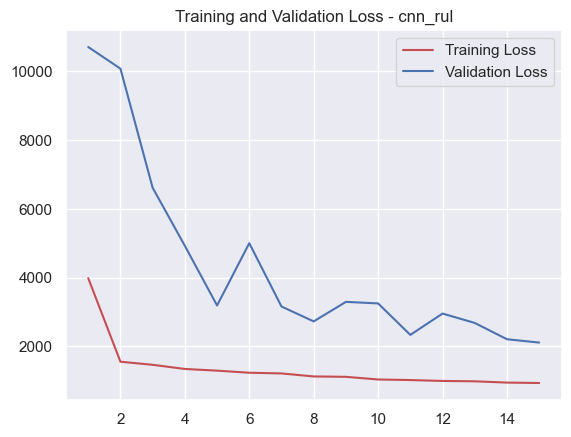 Training and Validation Loss - cnn_rul
Training Loss
Validation Loss
10000
8000
6000
4000
2000
2 4 6 8 10 12 14